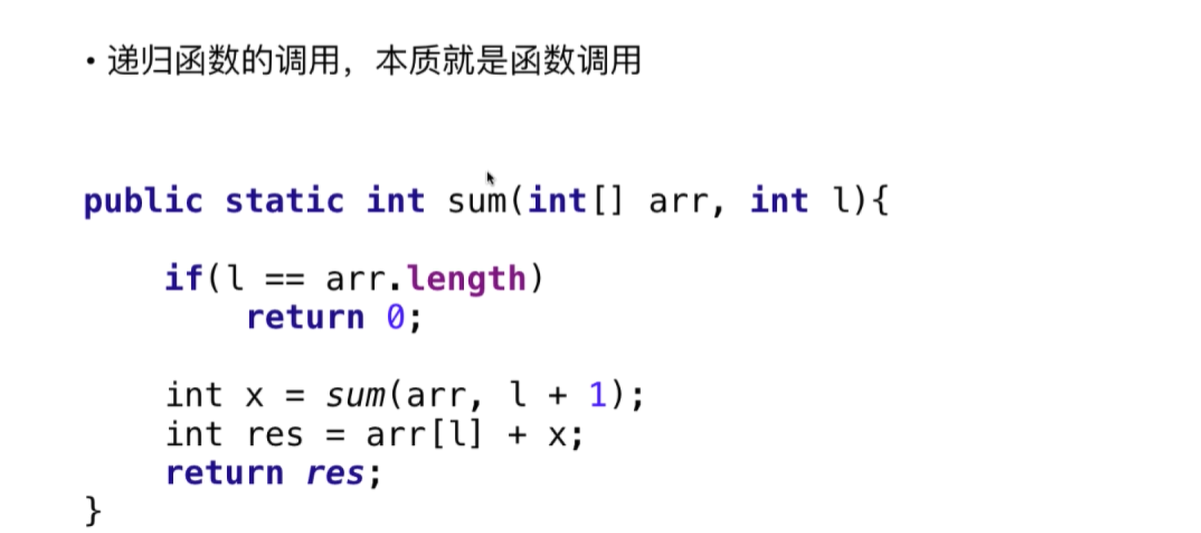 • 递归函数的调用，本质就是函数调用
public static int sum(int[] arr, int l){
if(l == arr.length)
return 0;
int x = sum(arr, l + 1);
int res = arr[l] + x;
return res;
}